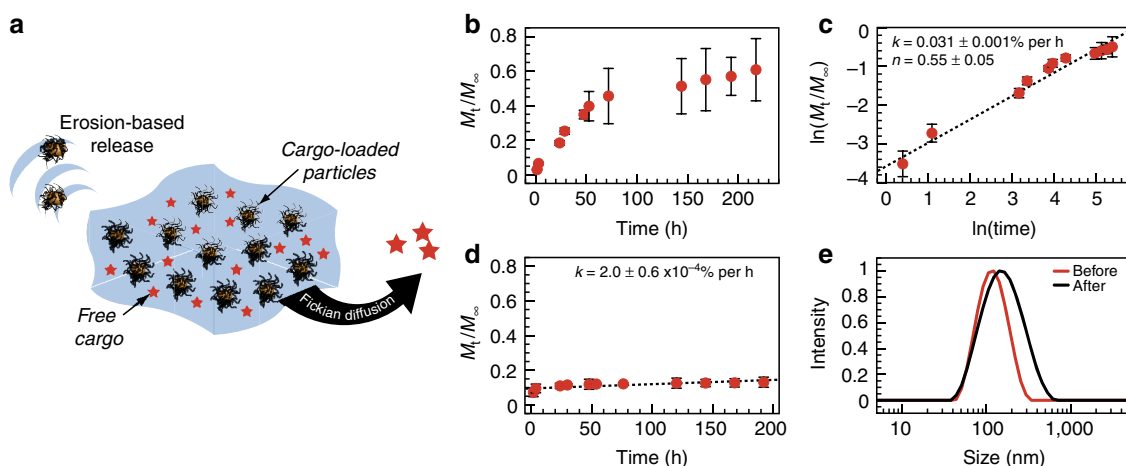 a
Erosion-based
release
Cargo-loaded
particles
Free
cargo
Fickian diffusion
b
Mt/M∞
0.8
0.6
0.4
0.2
0
0 50 100 150 200
Time (h)
c
k = 0.031 ± 0.001% per h
n = 0.55 ± 0.05
ln(Mt/M∞)
0
−1
−2
−3
−4
0 1 2 3 4 5
ln(time)
d
k = 2.0 ± 0.6 x10⁻⁴% per h
Mt/M∞
0.8
0.6
0.4
0.2
0
0 50 100 150 200
Time (h)
e
Before
After
Intensity
1
0.8
0.6
0.4
0.2
0
10 100 1,000
Size (nm)